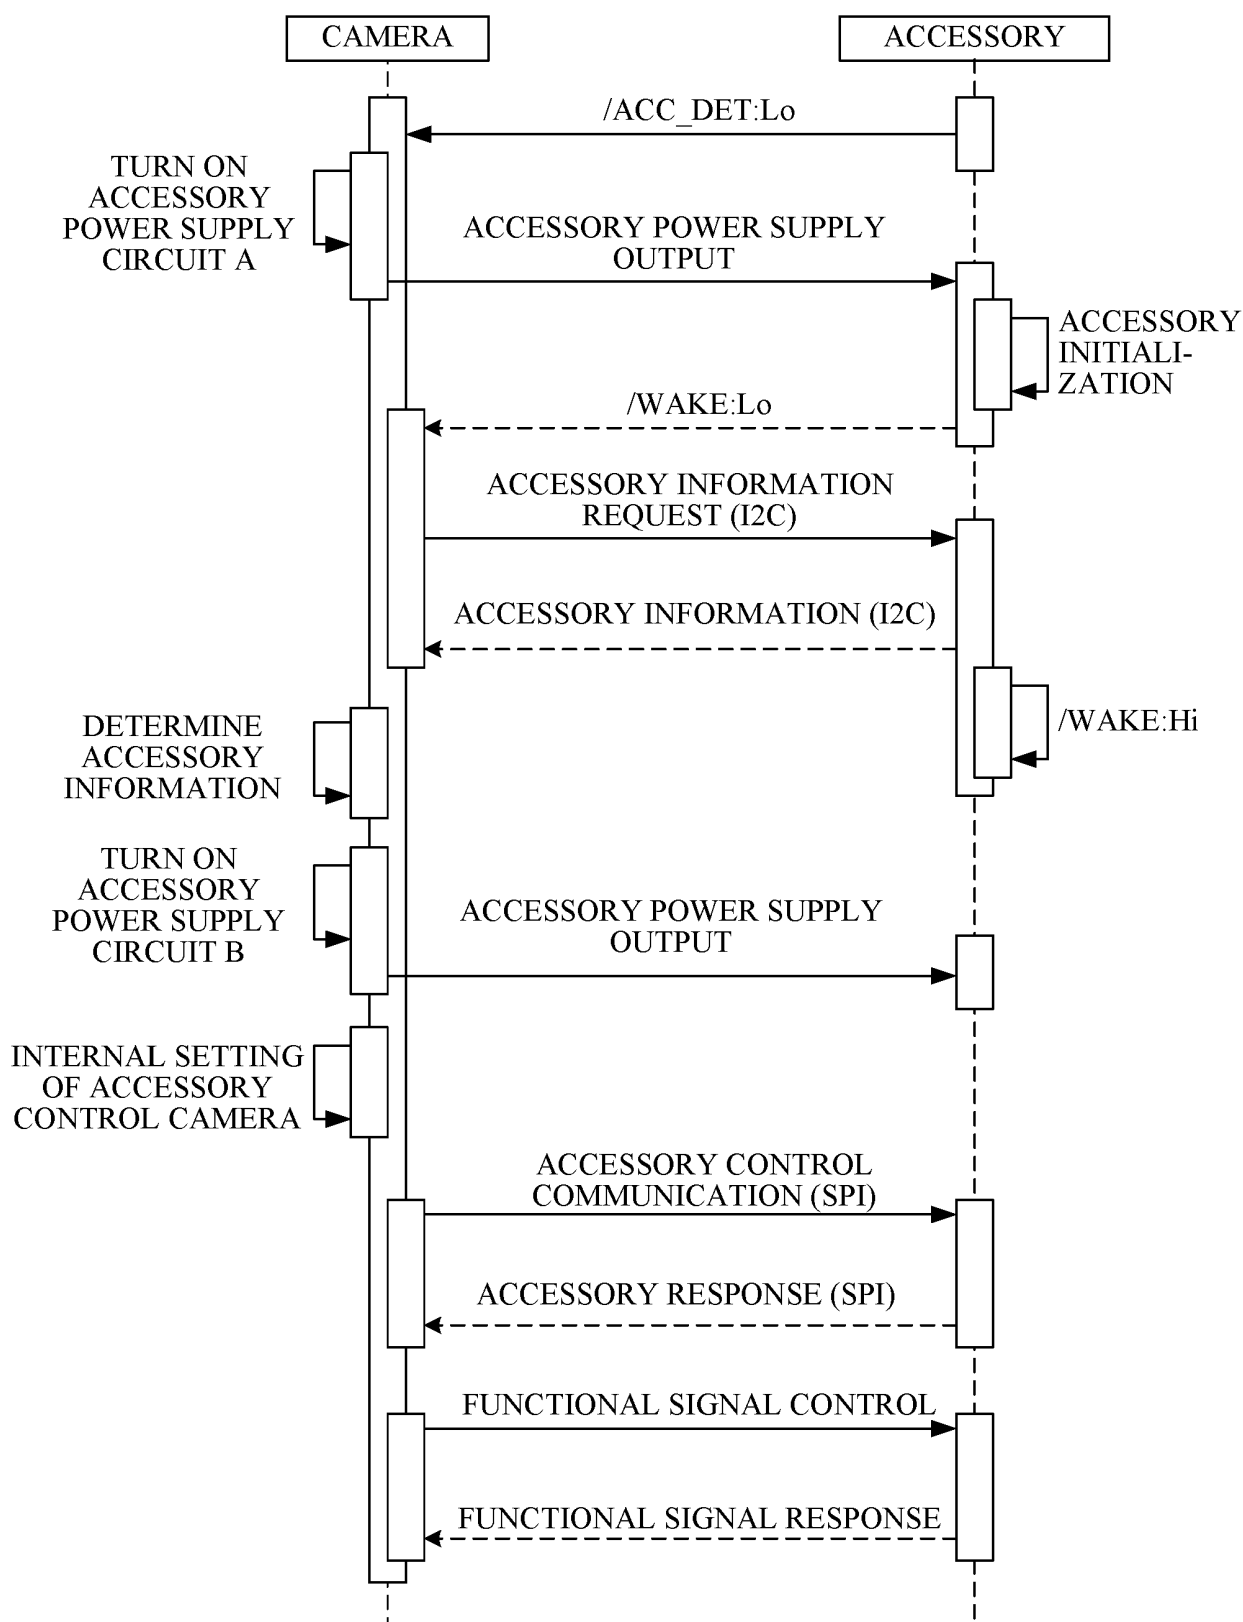 CAMERA
ACCESSORY
/ACC_DET:Lo
TURN ON
ACCESSORY
POWER SUPPLY
CIRCUIT A
ACCESSORY POWER SUPPLY
OUTPUT
ACCESSORY
INITIALI-
ZATION
/WAKE:Lo
ACCESSORY INFORMATION
REQUEST (I2C)
ACCESSORY INFORMATION (I2C)
/WAKE:Hi
DETERMINE
ACCESSORY
INFORMATION
TURN ON
ACCESSORY
POWER SUPPLY
CIRCUIT B
ACCESSORY POWER SUPPLY
OUTPUT
INTERNAL SETTING
OF ACCESSORY
CONTROL CAMERA
ACCESSORY CONTROL
COMMUNICATION (SPI)
ACCESSORY RESPONSE (SPI)
FUNCTIONAL SIGNAL CONTROL
FUNCTIONAL SIGNAL RESPONSE